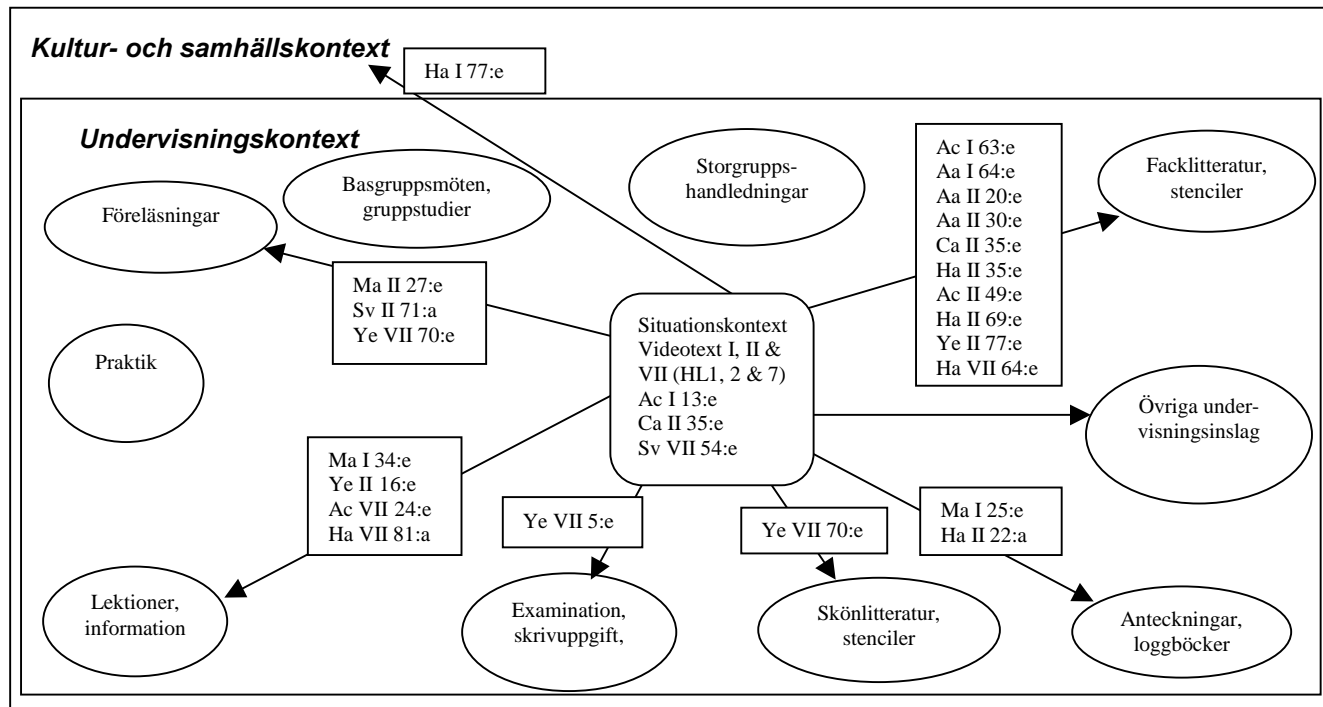 Kultur- och samhällskontext
Ha I 77:e
Undervisningskontext
Föreläsningar
Basgruppsmöten,
gruppstudier
Storgrupps-
handledningar
Ac I 63:e
Aa I 64:e
Aa II 20:e
Aa II 30:e
Ca II 35:e
Ha II 35:e
Ac II 49:e
Ha II 69:e
Ye II 77:e
Ha VII 64:e
Facklitteratur,
stenciler
Ma II 27:e
Sv II 71:a
Ye VII 70:e
Praktik
Situationskontext
Videotext I, II &
VII (HL1, 2 & 7)
Ac I 13:e
Ca II 35:e
Sv VII 54:e
Övriga under-
visningsinslag
Ma I 34:e
Ye II 16:e
Ac VII 24:e
Ha VII 81:a
Ye VII 5:e
Ye VII 70:e
Ma I 25:e
Ha II 22:a
Lektioner,
information
Examination,
skrivuppgift,
Skönlitteratur,
stenciler
Anteckningar,
loggböcker